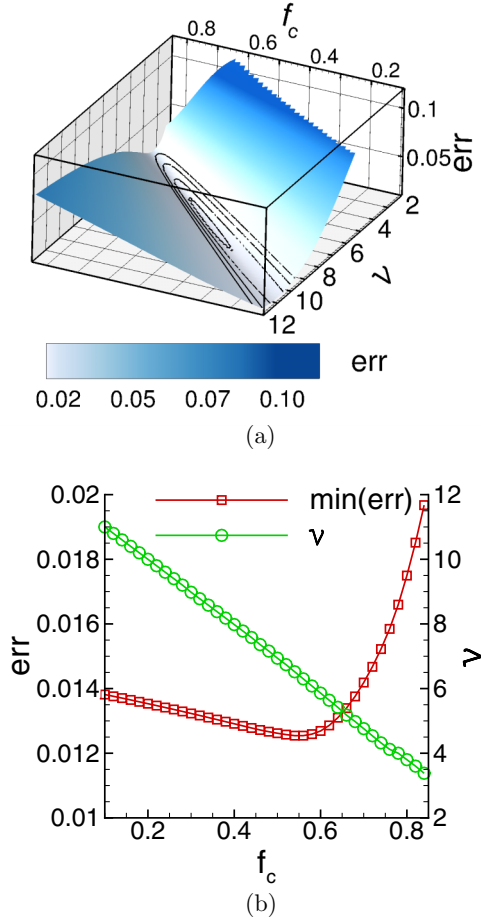 f_c
0.8 0.6 0.4 0.2
0.1
0.05
err
2
4
6
8
10
12
ν
err
0.02 0.05 0.07 0.10
(a)
0.02 12
min(err)
ν
0.018 10
0.016 8
err ν
0.014 6
0.012 4
0.01 2
0.2 0.4 0.6 0.8
f_c
(b)